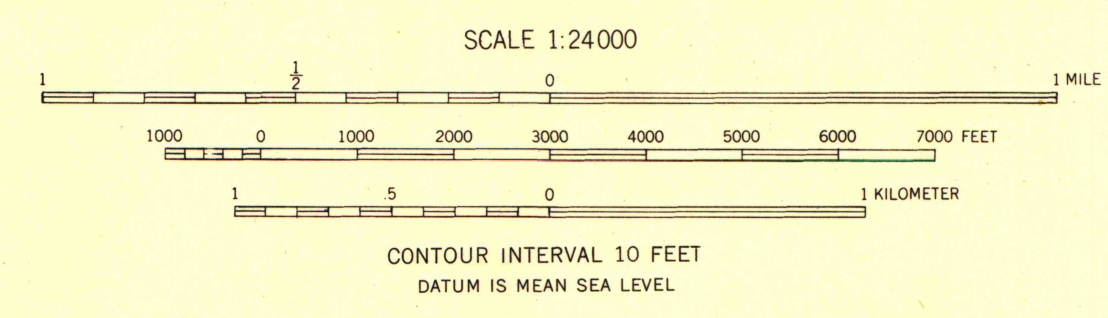 SCALE 1:24000
1 ½ 0 1 MILE
1000 0 1000 2000 3000 4000 5000 6000 7000 FEET
1 .5 0 1 KILOMETER
CONTOUR INTERVAL 10 FEET
DATUM IS MEAN SEA LEVEL